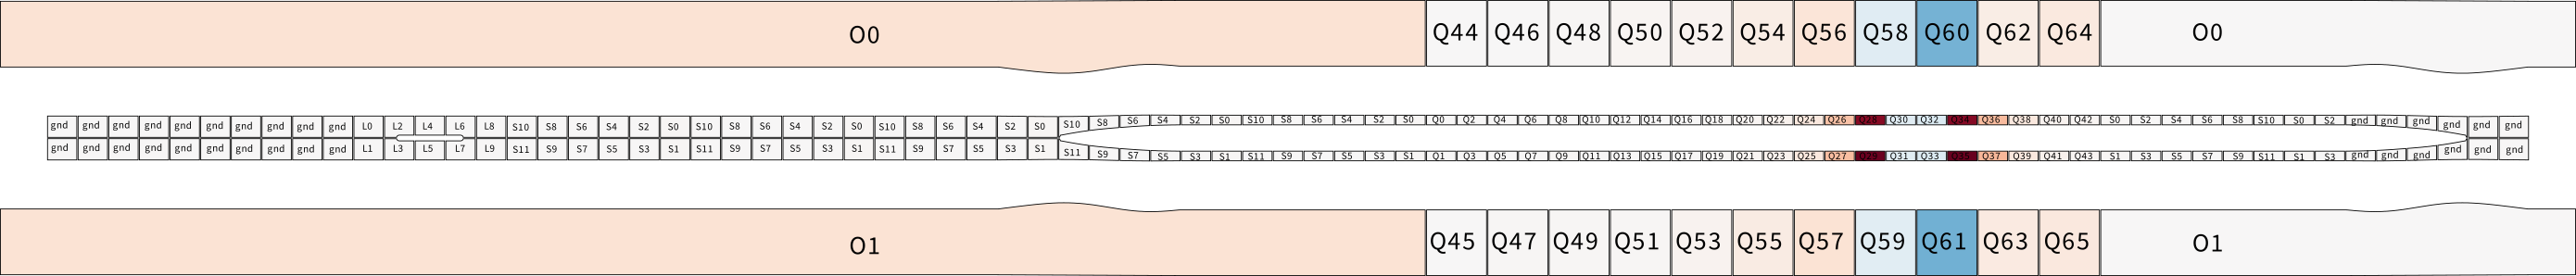 O0 Q44 Q46 Q48 Q50 Q52 Q54 Q56 Q58 Q60 Q62 Q64 O0
gnd gnd gnd gnd gnd gnd gnd gnd gnd gnd L0 L2 L4 L6 L8 S10 S8 S6 S4 S2 S0 S10 S8 S6 S4 S2 S0 S10 S8 S6 S4 S2 S0 S10 S8 S6 S4 S2 S0 S10 S8 S6 S4 S2 S0 Q0 Q2 Q4 Q6 Q8 Q10 Q12 Q14 Q16 Q18 Q20 Q22 Q24 Q26 Q28 Q30 Q32 Q34 Q36 Q38 Q40 Q42 S0 S2 S4 S6 S8 S10 S0 S2 gnd gnd gnd gnd gnd gnd
gnd gnd gnd gnd gnd gnd gnd gnd gnd gnd L1 L3 L5 L7 L9 S11 S9 S7 S5 S3 S1 S11 S9 S7 S5 S3 S1 S11 S9 S7 S5 S3 S1 S11 S9 S7 S5 S3 S1 S11 S9 S7 S5 S3 S1 Q1 Q3 Q5 Q7 Q9 Q11 Q13 Q15 Q17 Q19 Q21 Q23 Q25 Q27 Q29 Q31 Q33 Q35 Q37 Q39 Q41 Q43 S1 S3 S5 S7 S9 S11 S1 S3 gnd gnd gnd gnd gnd gnd
O1 Q45 Q47 Q49 Q51 Q53 Q55 Q57 Q59 Q61 Q63 Q65 O1